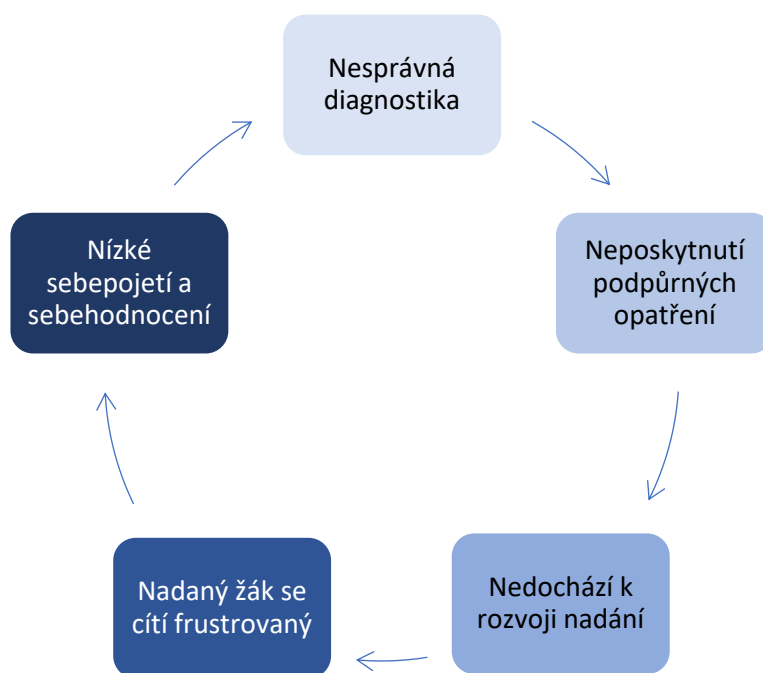 Nesprávná
diagnostika
Neposkytnutí
podpůrných
opatření
Nedochází k
rozvoji nadání
Nadaný žák se
cítí frustrovaný
Nízké
sebepojetí a
sebehodnocení